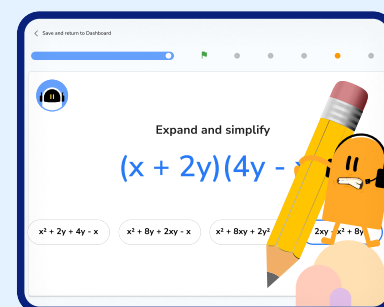 Save and return to Dashboard
Expand and simplify
(x + 2y)(4y -
x² + 2y + 4y - x
x² + 8y + 2xy - x
x² + 8xy + 2y²
2xy - x² + 8y